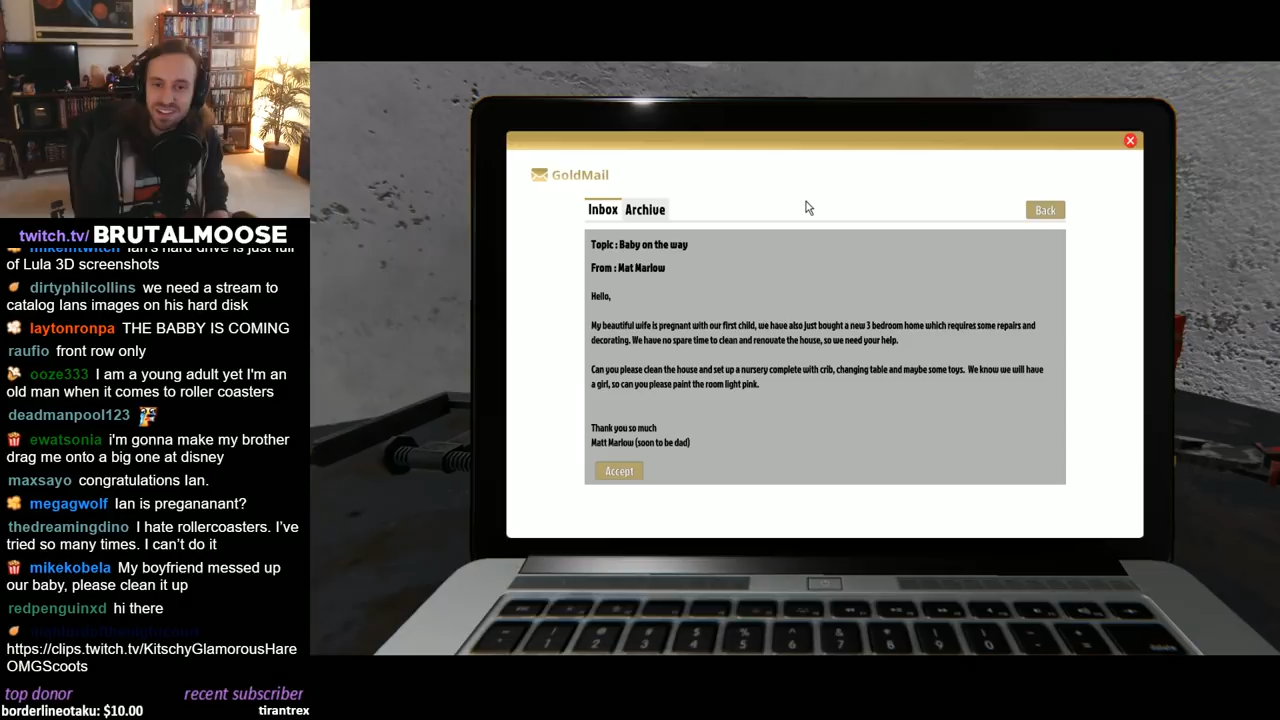 twitch.tv/ BRUTALMOOSE
of Lula 3D screenshots
dirtyphilcollins we need a stream to
catalog Ians images on his hard disk
laytonronpa THE BABBY IS COMING
raufio front row only
ooze333 I am a young adult yet I'm an
old man when it comes to roller coasters
deadmanpool123
ewatsonia i'm gonna make my brother
drag me onto a big one at disney
maxsayo congratulations Ian.
megagwolf Ian is pregananant?
thedreamingdino I hate rollercoasters. I've
tried so many times. I can't do it
mikekobela My boyfriend messed up
our baby, please clean it up
redpenguinxd hi there
https://clips.twitch.tv/KitschyGlamorousHare
OMGScoots
top donor
recent subscriber
borderlineotaku: $10.00
tirantrex
GoldMail
Inbox Archive
Back
Topic : Baby on the way
From : Mat Marlow
Hello,
My beautiful wife is pregnant with our first child, we have also just bought a new 3 bedroom home which requires some repairs and
decorating. We have no spare time to clean and renovate the house, so we need your help.
Can you please clean the house and set up a nursery complete with crib, changing table and maybe some toys. We know we will have
a girl, so can you please paint the room light pink.
Thank you so much
Matt Marlow (soon to be dad)
Accept